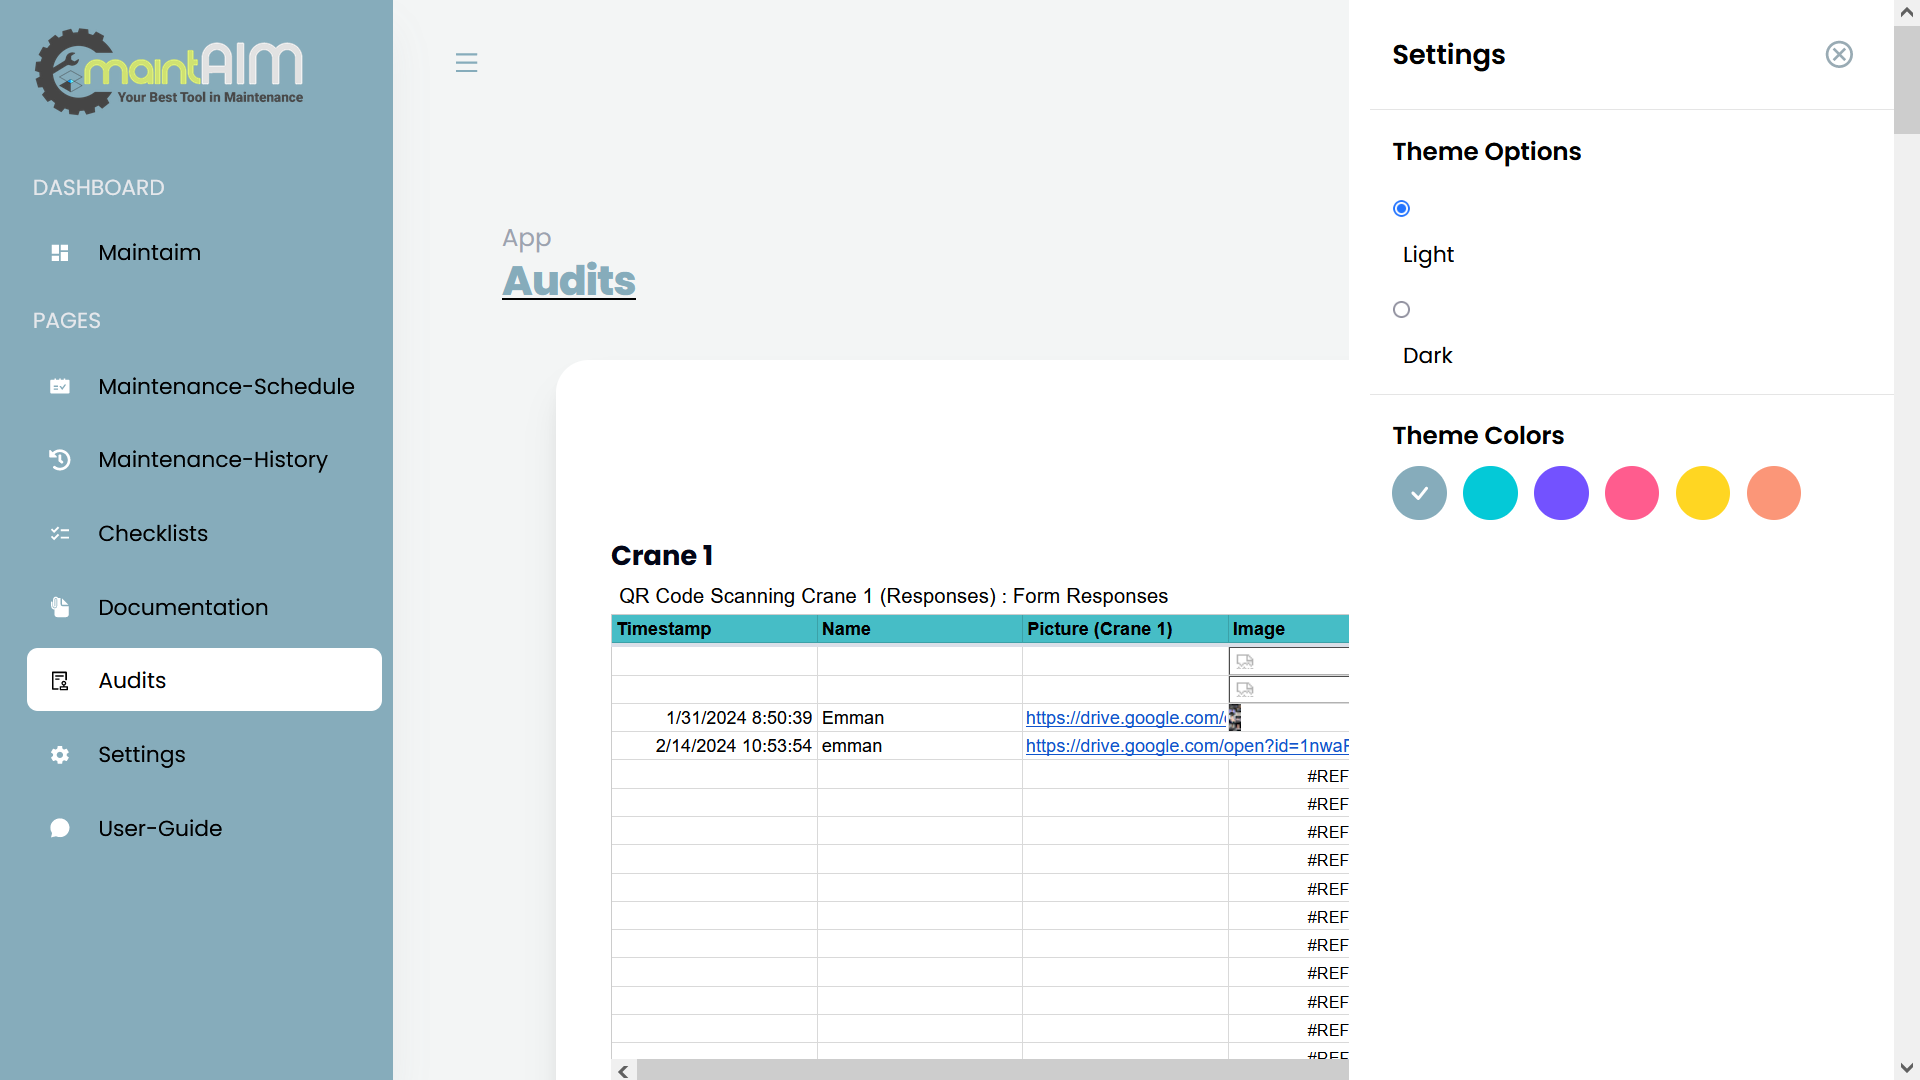 maintAIM
Your Best Tool in Maintenance
DASHBOARD
Maintaim
PAGES
Maintenance-Schedule
Maintenance-History
Checklists
Documentation
Audits
Settings
User-Guide
App
Audits
Crane 1
QR Code Scanning Crane 1 (Responses) : Form Responses
Timestamp Name Picture (Crane 1) Image
1/31/2024 8:50:39 Emman https://drive.google.com/
2/14/2024 10:53:54 emman https://drive.google.com/open?id=1nwaF
#REF
#REF
#REF
#REF
#REF
#REF
#REF
#REF
#REF
#REF
#REF
Settings
Theme Options
Light
Dark
Theme Colors